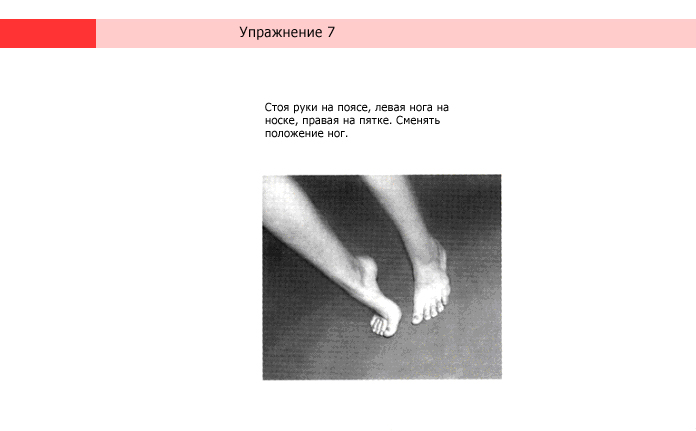 Упражнение 7
Стоя руки на поясе, левая нога на
носке, правая на пятке. Сменять
положение ног.